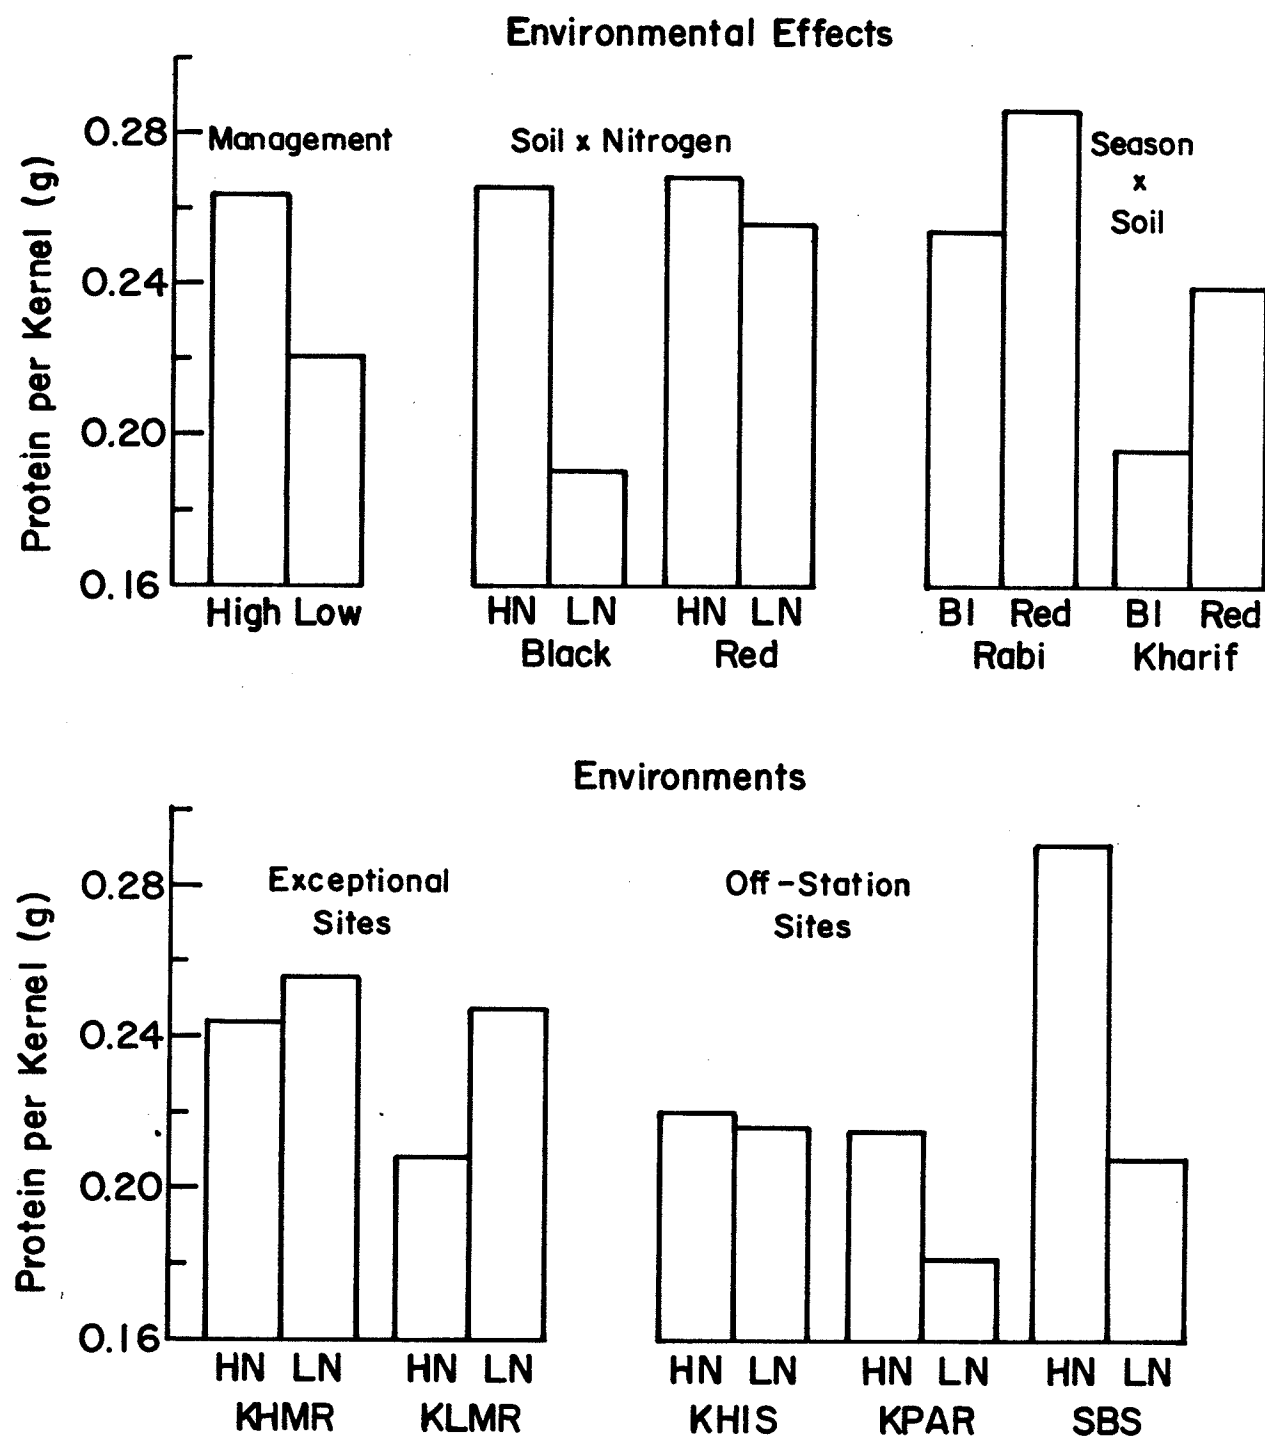 Environmental Effects
Protein per Kernel (g)
0.28
0.24
0.20
0.16
Management
Soil x Nitrogen
Season
x
Soil
High Low
HN LN HN LN
Black Red
Bl Red Bl Red
Rabi Kharif
Environments
Protein per Kernel (g)
0.28
0.24
0.20
0.16
Exceptional
Sites
Off-Station
Sites
HN LN HN LN HN LN HN LN HN LN
KHMR KLMR KHIS KPAR SBS